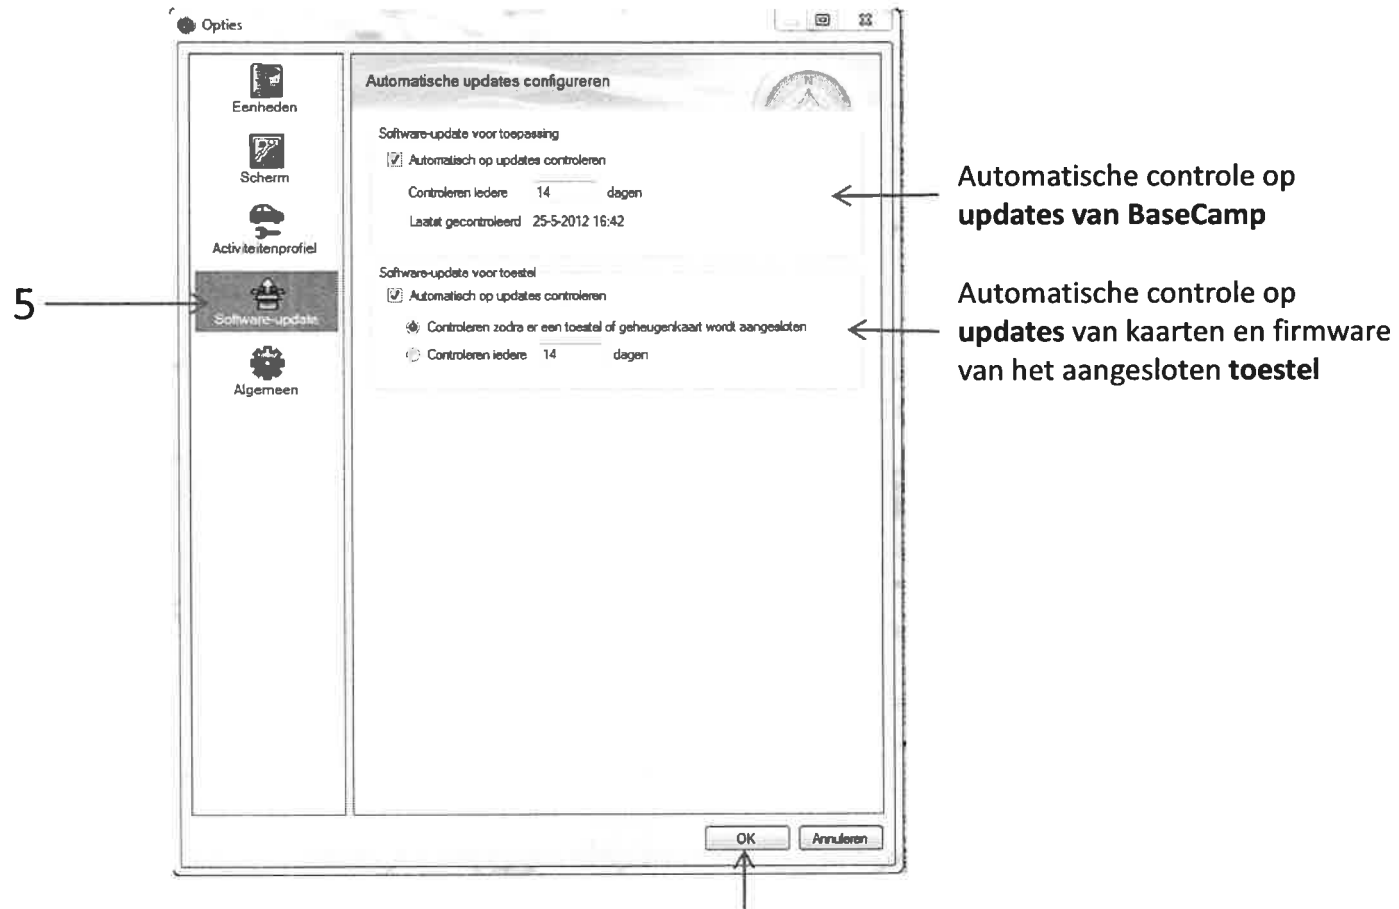 Opties
Eenheden
Scherm
Activiteitenprofiel
Software-update
Algemeen
Automatische updates configureren
N
Software-update voor toepassing
Automatisch op updates controleren
Controleren iedere 14 dagen
Laatst gecontroleerd 25-5-2012 16:42
Software-update voor toestel
Automatisch op updates controleren
Controleren zodra er een toestel of geheugenkaart wordt aangesloten
Controleren iedere 14 dagen
OK
Annuleren
5
Automatische controle op
updates van BaseCamp
Automatische controle op
updates van kaarten en firmware
van het aangesloten toestel